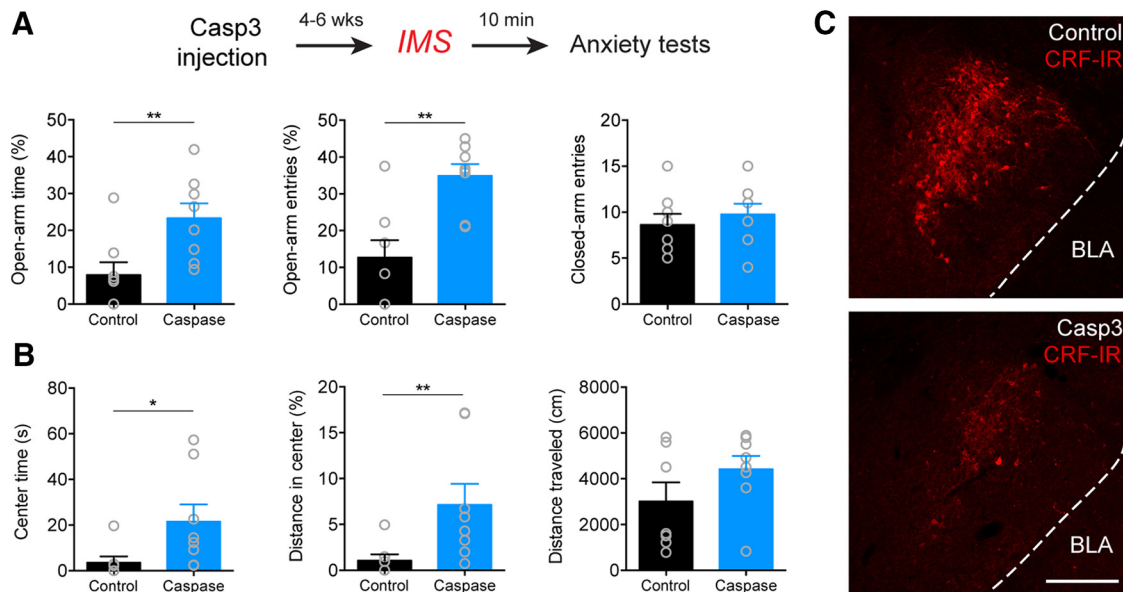 A
Casp3
injection
4-6 wks
IMS
10 min
Anxiety tests
C
Control
CRF-IR
BLA
Open-arm time (%)
50
40
30
20
10
0
**
Control
Caspase
Open-arm entries (%)
50
40
30
20
10
0
**
Control
Caspase
Closed-arm entries
20
15
10
5
0
Control
Caspase
B
Center time (s)
80
60
40
20
0
*
Control
Caspase
Distance in center (%)
20
15
10
5
0
**
Control
Caspase
Distance traveled (cm)
8000
6000
4000
2000
0
Control
Caspase
Casp3
CRF-IR
BLA